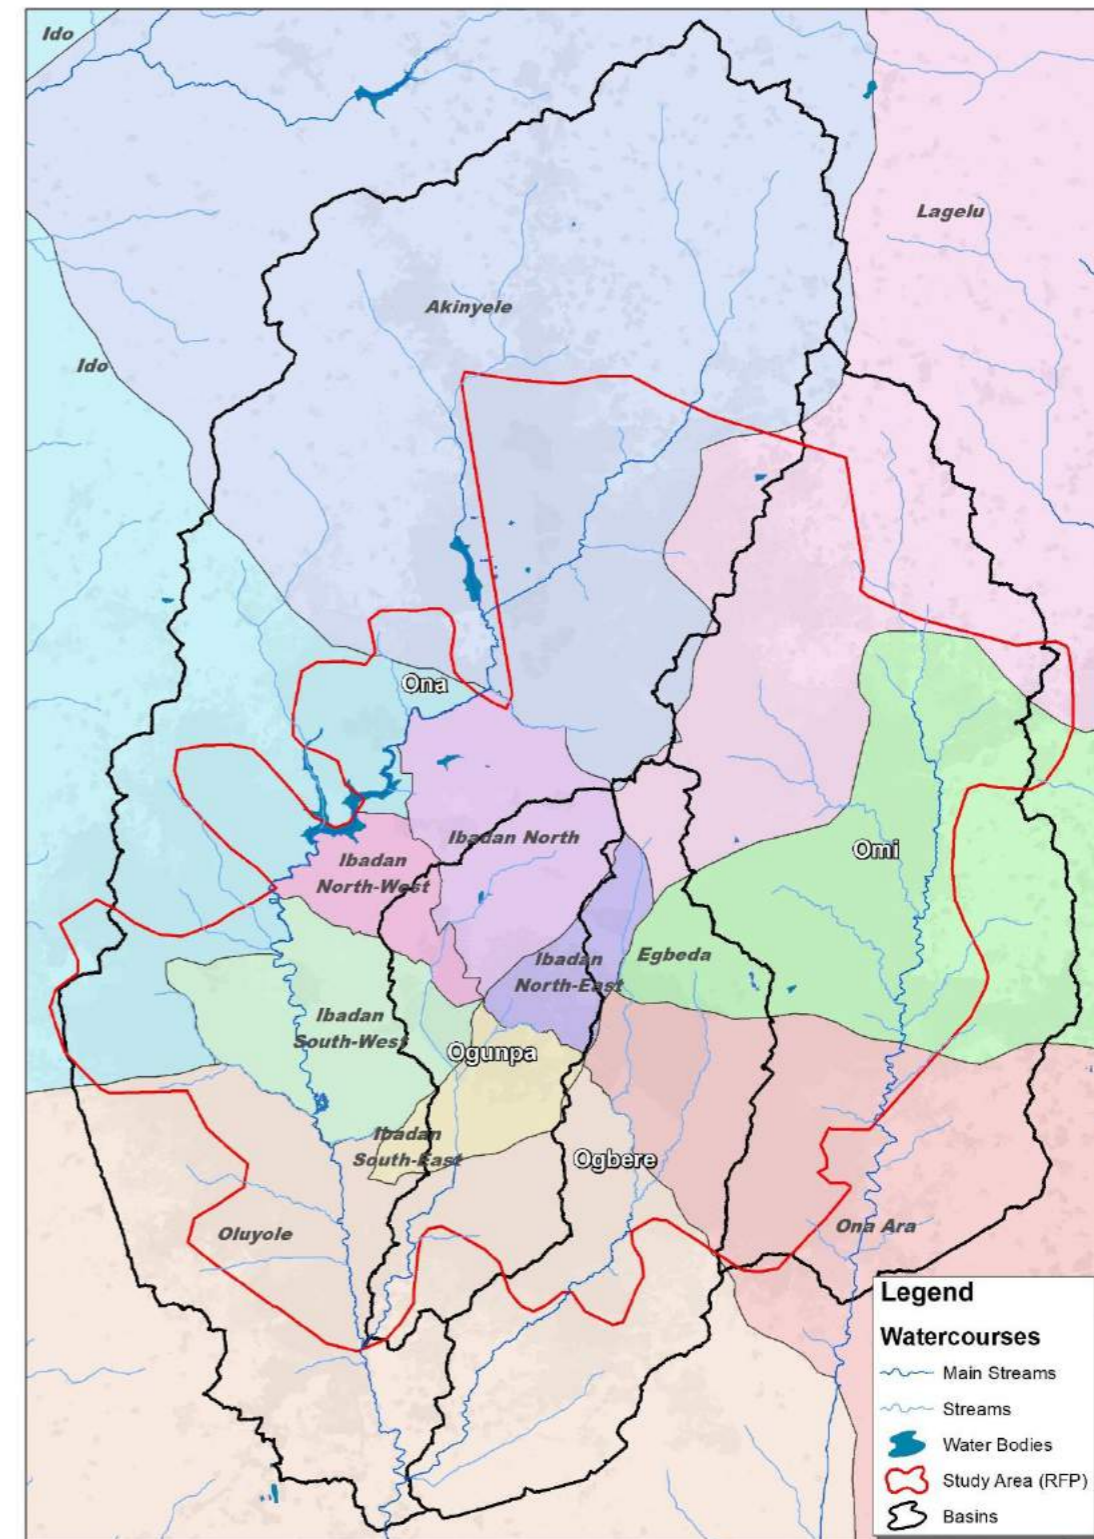 Ido
Lagelu
Akinyele
Ido
Ona
Ibadan North
Ibadan
North-West
Omi
Egbeda
Ibadan
North-East
Ibadan
South-West
Ogunpa
Ibadan
South-East
Ogbere
Oluyole
Ona Ara
Legend
Watercourses
Main Streams
Streams
Water Bodies
Study Area (RFP)
Basins